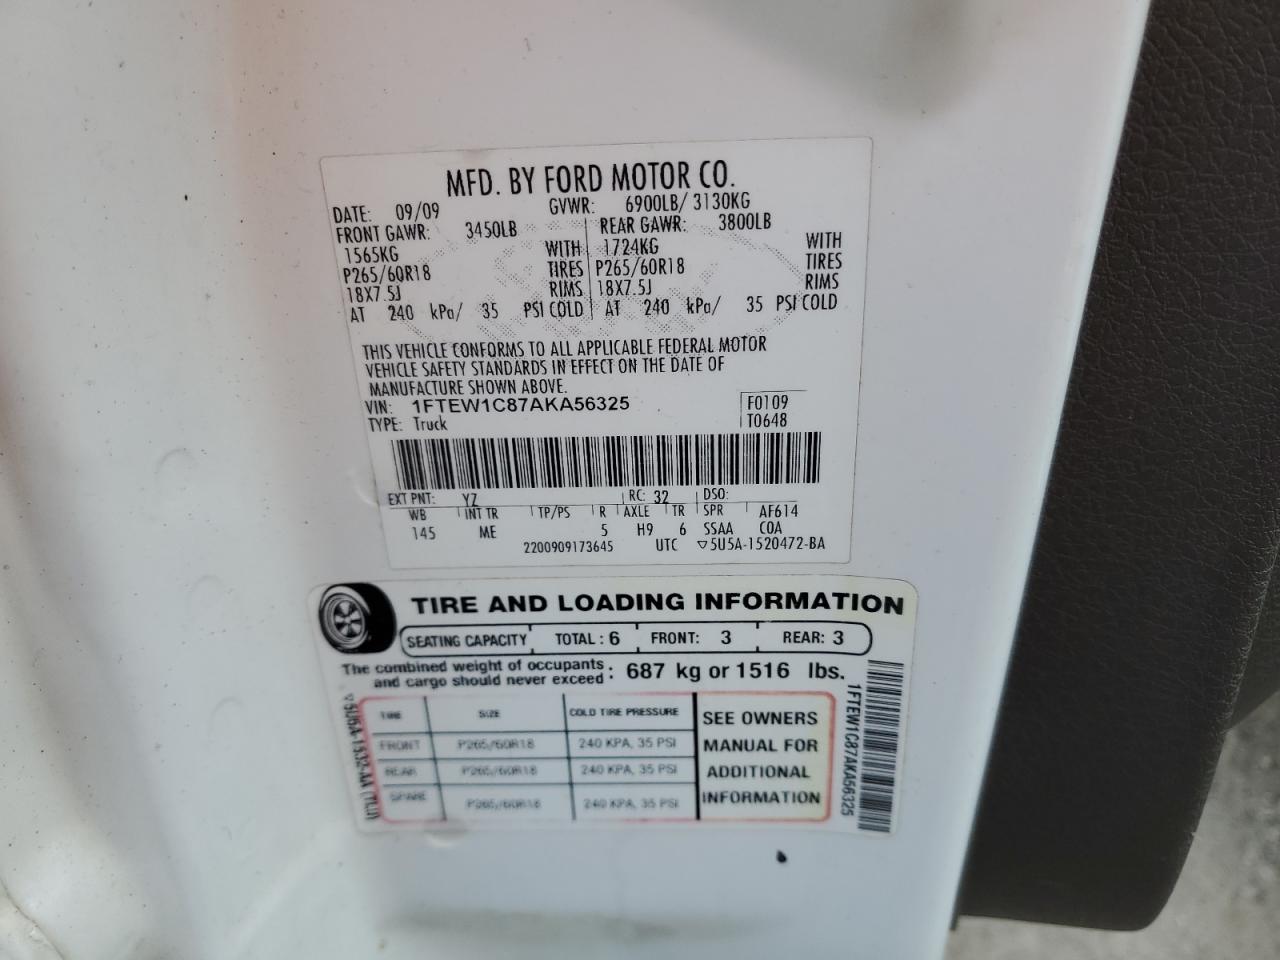 MFD. BY FORD MOTOR CO.
DATE: 09/09 GVWR: 6900LB/ 3130KG
FRONT GAWR: 3450LB REAR GAWR: 3800LB
1565KG WITH 1724KG WITH
P265/60R18 TIRES P265/60R18 TIRES
18X7.5J RIMS 18X7.5J RIMS
AT 240 kPa/ 35 PSI COLD AT 240 kPa/ 35 PSI COLD
THIS VEHICLE CONFORMS TO ALL APPLICABLE FEDERAL MOTOR
VEHICLE SAFETY STANDARDS IN EFFECT ON THE DATE OF
MANUFACTURE SHOWN ABOVE.
VIN: 1FTEW1C87AKA56325 F0109
TYPE: Truck T0648
EXT PNT: YZ RC: 32 DSO:
WB INT TR TP/PS R AXLE TR SPR AF614
145 ME 5 H9 6 SSAA COA
2200909173645 UTC ▽5U5A-1520472-BA
TIRE AND LOADING INFORMATION
SEATING CAPACITY TOTAL: 6 FRONT: 3 REAR: 3
The combined weight of occupants and cargo should never exceed: 687 kg or 1516 lbs.
TIRE SIZE COLD TIRE PRESSURE
FRONT P265/60R18 240 KPA, 35 PSI
REAR P265/60R18 240 KPA, 35 PSI
SPARE P265/60R18 240 KPA, 35 PSI
SEE OWNERS
MANUAL FOR
ADDITIONAL
INFORMATION
1FTEW1C87AKA56325